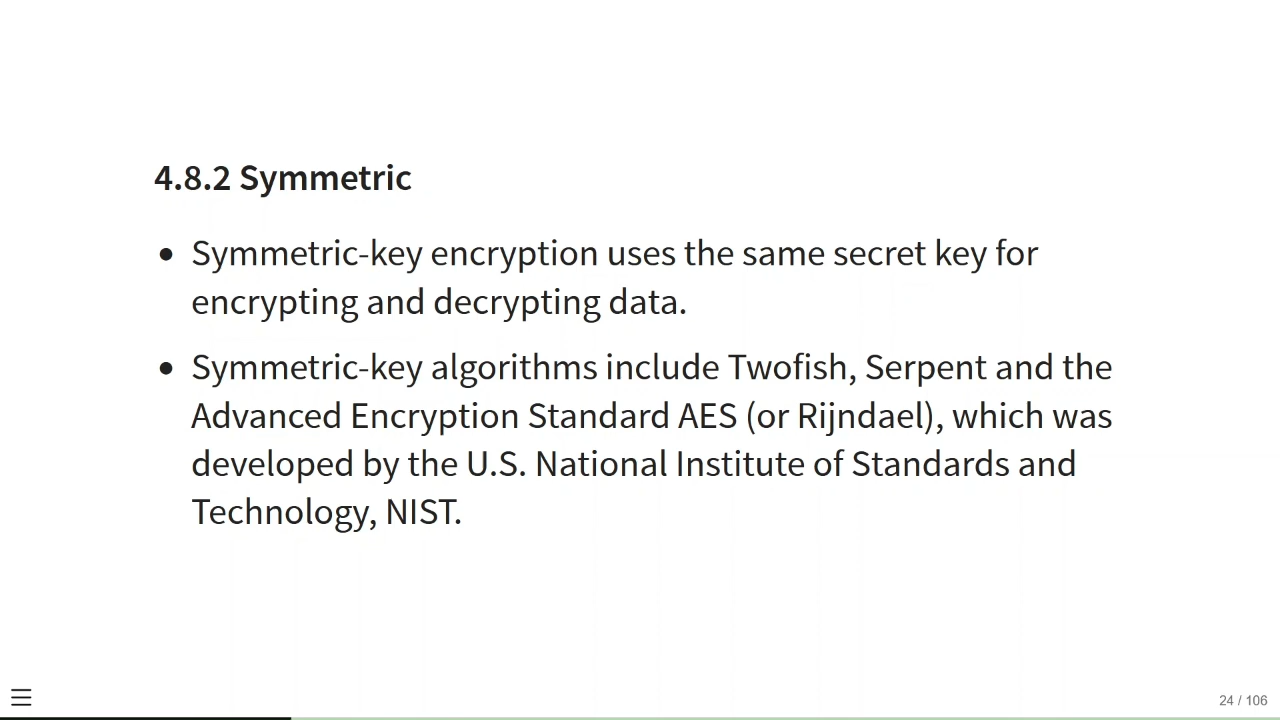 4.8.2 Symmetric
• Symmetric-key encryption uses the same secret key for
encrypting and decrypting data.
• Symmetric-key algorithms include Twofish, Serpent and the
Advanced Encryption Standard AES (or Rijndael), which was
developed by the U.S. National Institute of Standards and
Technology, NIST.
24 / 106